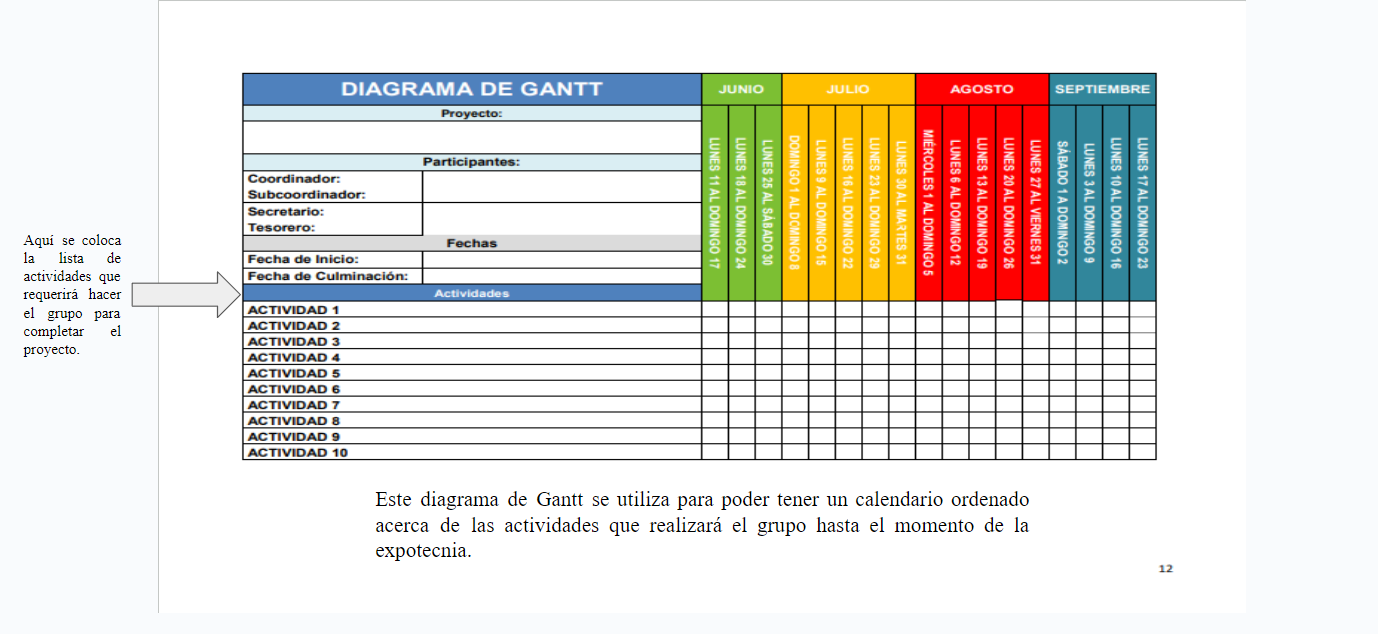 DIAGRAMA DE GANTT
JUNIO
JULIO
AGOSTO
SEPTIEMBRE
Proyecto:
Participantes:
Coordinador:
Subcoordinador:
Secretario:
Tesorero:
Fechas
Fecha de Inicio:
Fecha de Culminación:
Actividades
LUNES 11 AL DOMINGO 17
LUNES 18 AL DOMINGO 24
LUNES 25 AL SÁBADO 30
DOMINGO 1 AL DOMINGO 8
LUNES 9 AL DOMINGO 15
LUNES 16 AL DOMINGO 22
LUNES 23 AL DOMINGO 29
LUNES 30 AL MARTES 31
MIÉRCOLES 1 AL DOMINGO 5
LUNES 6 AL DOMINGO 12
LUNES 13 AL DOMINGO 19
LUNES 20 AL DOMINGO 26
LUNES 27 AL VIERNES 31
SÁBADO 1 A DOMINGO 2
LUNES 3 AL DOMINGO 9
LUNES 10 AL DOMINGO 16
LUNES 17 AL DOMINGO 23
ACTIVIDAD 1
ACTIVIDAD 2
ACTIVIDAD 3
ACTIVIDAD 4
ACTIVIDAD 5
ACTIVIDAD 6
ACTIVIDAD 7
ACTIVIDAD 8
ACTIVIDAD 9
ACTIVIDAD 10
Aquí se coloca
la lista de
actividades que
requerirá hacer
el grupo para
completar el
proyecto.
Este diagrama de Gantt se utiliza para poder tener un calendario ordenado
acerca de las actividades que realizará el grupo hasta el momento de la
expotecnia.
12